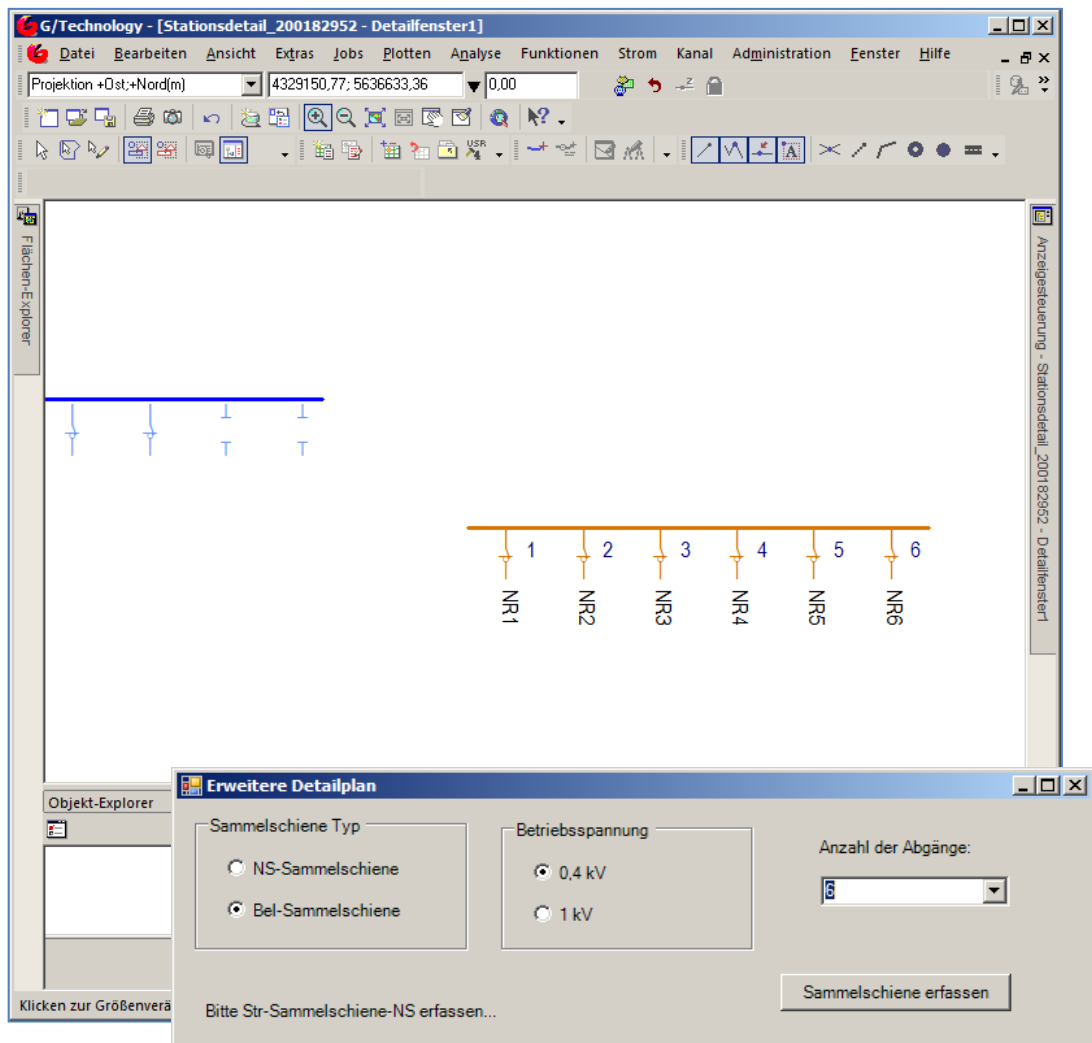 G/Technology - [Stationsdetail_200182952 - Detailfenster1]
Datei Bearbeiten Ansicht Extras Jobs Plotten Analyse Funktionen Strom Kanal Administration Fenster Hilfe
Projektion +Ost;+Nord(m) 4329150,77; 5636633,36 0,00
USR
Flächen-Explorer
Anzeigesteuerung - Stationsdetail_200182952 - Detailfenster1
1 2 3 4 5 6
NR1 NR2 NR3 NR4 NR5 NR6
Objekt-Explorer
Erweitere Detailplan
Sammelschiene Typ
Betriebsspannung
Anzahl der Abgänge:
NS-Sammelschiene
0,4 kV
6
Bel-Sammelschiene
1 kV
Sammelschiene erfassen
Klicken zur Größenverä
Bitte Str-Sammelschiene-NS erfassen...